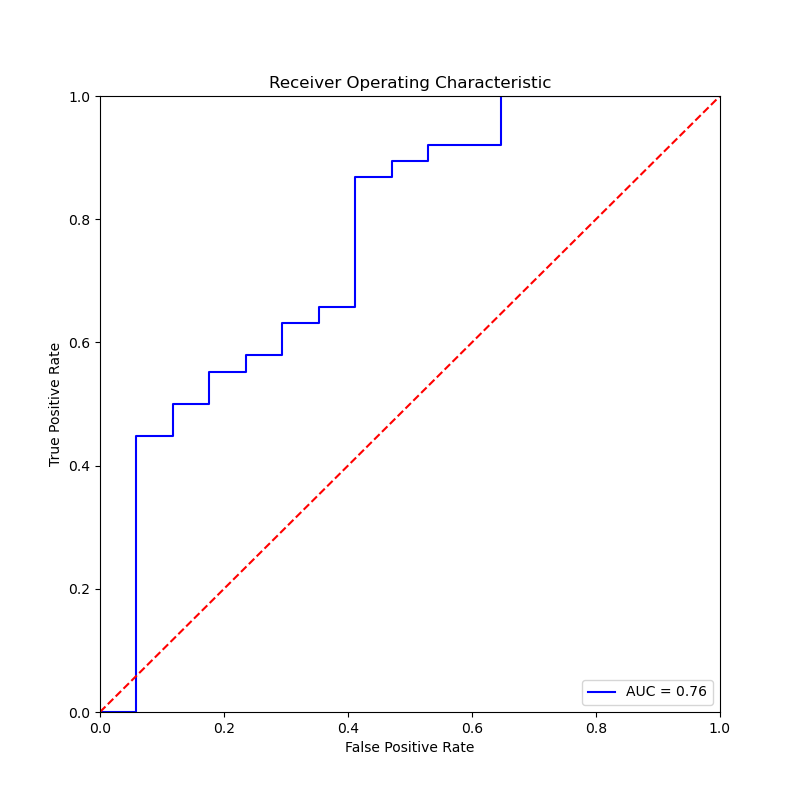 Receiver Operating Characteristic
1.0
0.8
0.6
0.4
0.2
0.0
True Positive Rate
AUC = 0.76
0.0 0.2 0.4 0.6 0.8 1.0
False Positive Rate